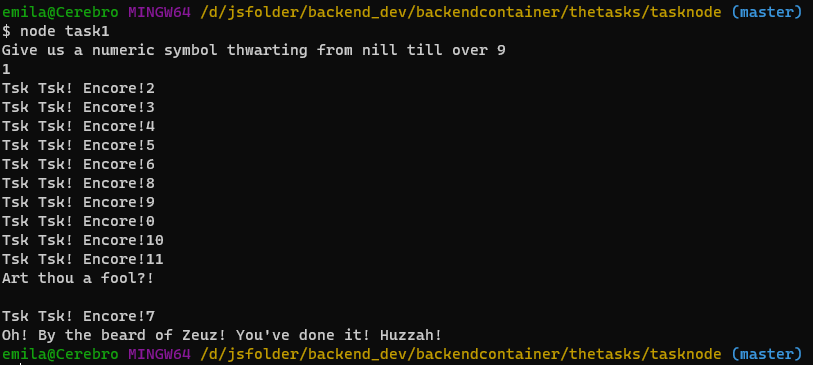 emila@Cerebro MINGW64 /d/jsfolder/backend_dev/backendcontainer/thetasks/tasknode (master)
$ node task1
Give us a numeric symbol thwarting from nill till over 9
1
Tsk Tsk! Encore!2
Tsk Tsk! Encore!3
Tsk Tsk! Encore!4
Tsk Tsk! Encore!5
Tsk Tsk! Encore!6
Tsk Tsk! Encore!8
Tsk Tsk! Encore!9
Tsk Tsk! Encore!0
Tsk Tsk! Encore!10
Tsk Tsk! Encore!11
Art thou a fool?!
Tsk Tsk! Encore!7
Oh! By the beard of Zeuz! You've done it! Huzzah!
emila@Cerebro MINGW64 /d/jsfolder/backend_dev/backendcontainer/thetasks/tasknode (master)